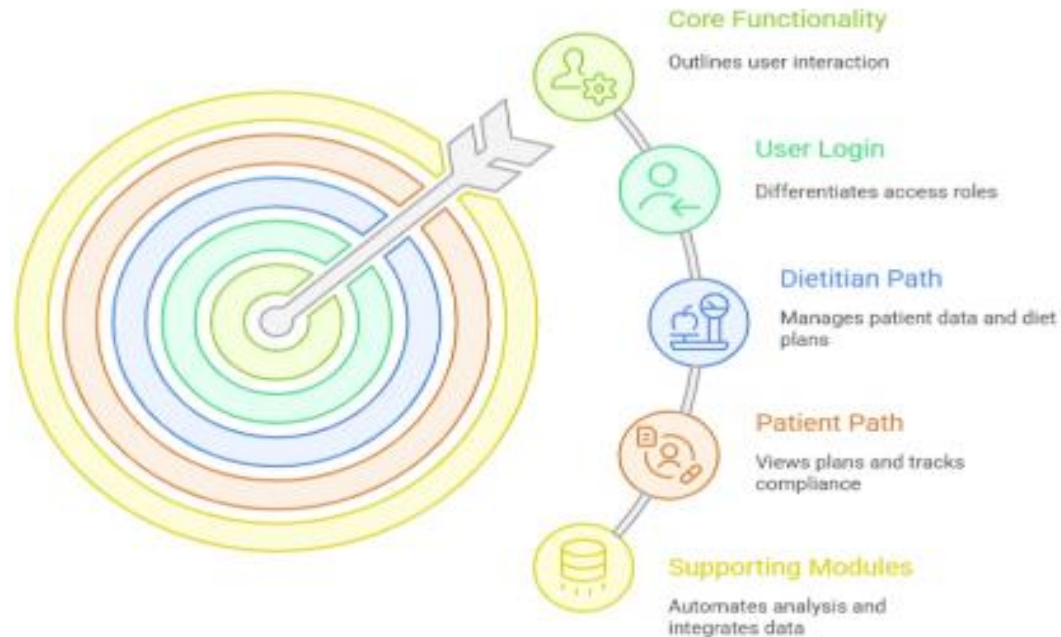 Core Functionality
Outlines user interaction
User Login
Differentiates access roles
Dietitian Path
Manages patient data and diet
plans
Patient Path
Views plans and tracks
compliance
Supporting Modules
Automates analysis and
integrates data